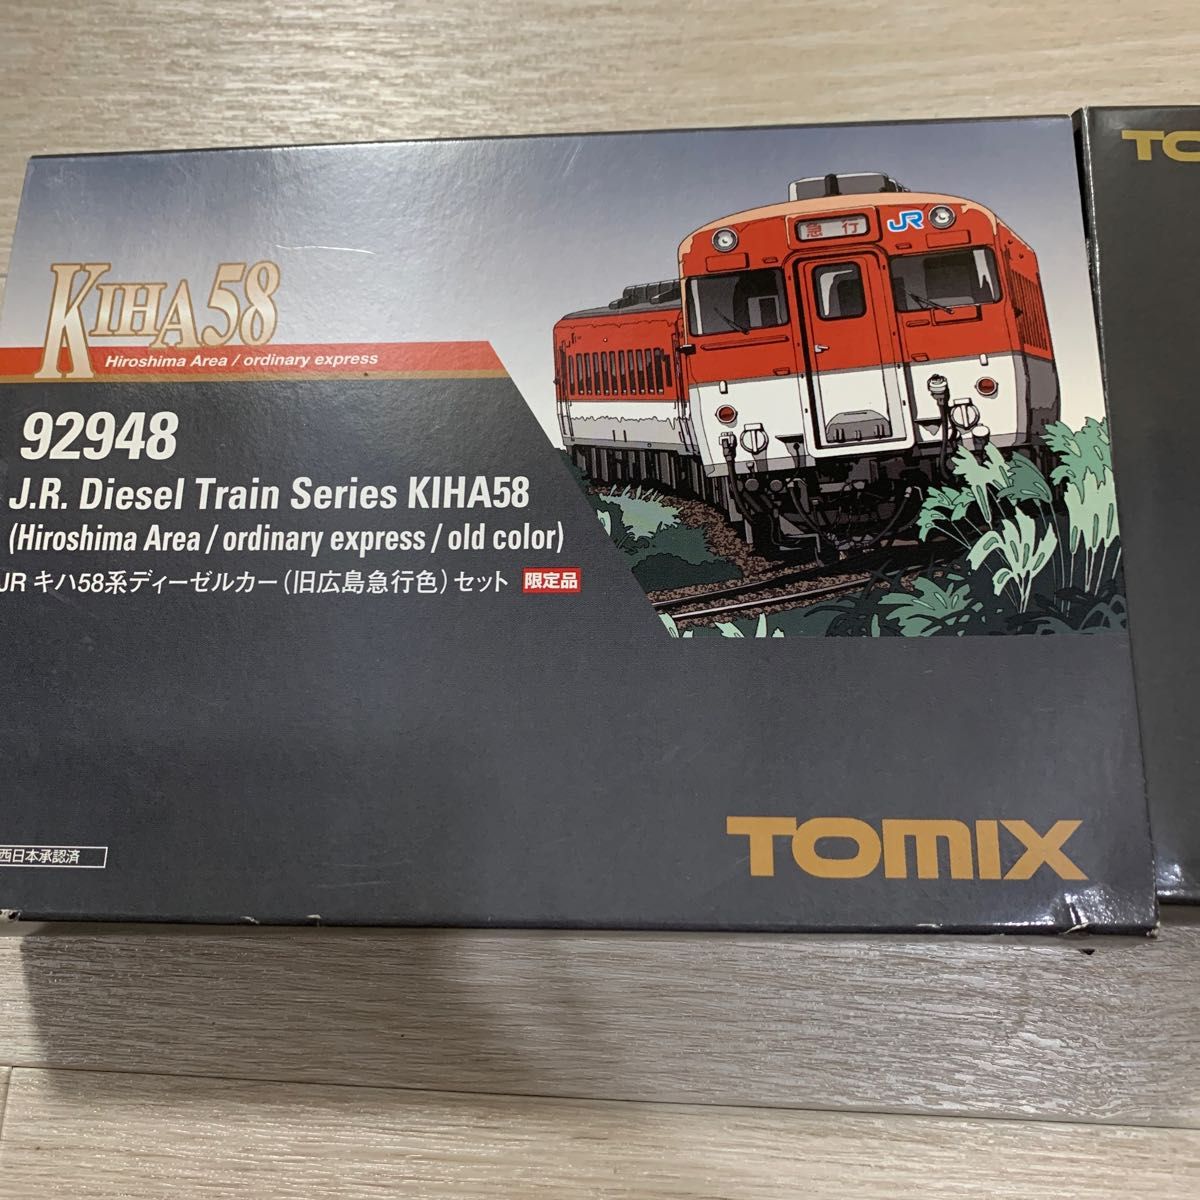 KIHA58
Hiroshima Area / ordinary express
92948
J.R. Diesel Train Series KIHA58
(Hiroshima Area / ordinary express / old color)
JR キハ58系ディーゼルカー(旧広島急行色)セット 限定品
急行
JR
西日本承認済
TOMIX
TO